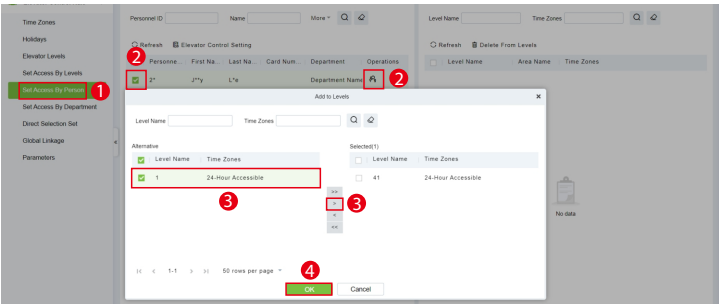 Time Zones
Holidays
Elevator Levels
Set Access By Levels
Set Access By Person
Set Access By Department
Direct Selection Set
Global Linkage
Parameters
1
Personnel ID Name More
Refresh Elevator Control Setting
2
Personne... First Na... Last Na... Card Num... Department Operations
2* J**y L*e Department Name
2
Level Name Time Zones
Refresh Delete From Levels
Level Name Area Name Time Zones
No data
Add to Levels
Level Name Time Zones
Alternative
Level Name Time Zones
1 24-Hour Accessible
3
>>
>
<
<<
3
Selected(1)
Level Name Time Zones
41 24-Hour Accessible
|< < 1-1 > >| 50 rows per page
4
OK Cancel